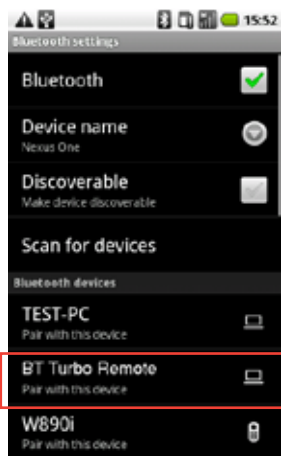 15:52
Bluetooth settings
Bluetooth
Device name
Nexus One
Discoverable
Make device discoverable
Scan for devices
Bluetooth devices
TEST-PC
Pair with this device
BT Turbo Remote
Pair with this device
W890i
Pair with this device